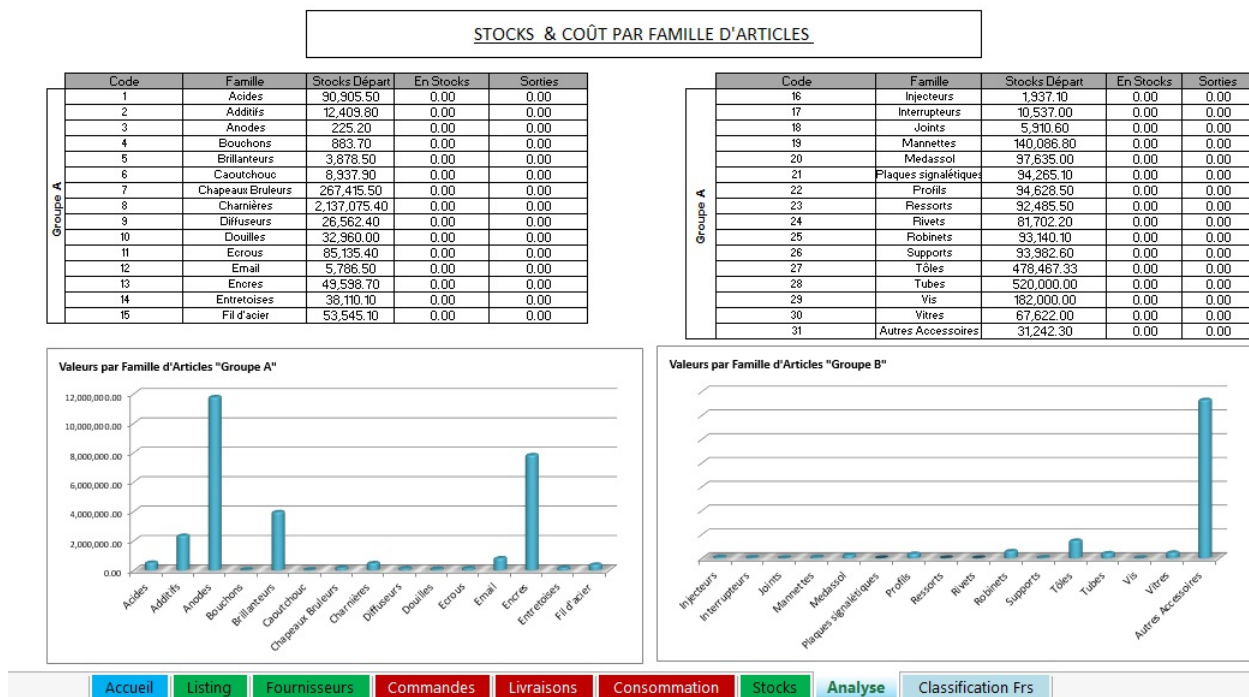 STOCKS & COÛT PAR FAMILLE D'ARTICLES
Code Famille Stocks Départ En Stocks Sorties
Groupe A
1 Acides 90,905.50 0.00 0.00
2 Additifs 12,409.80 0.00 0.00
3 Anodes 225.20 0.00 0.00
4 Bouchons 883.70 0.00 0.00
5 Brillanteurs 3,878.50 0.00 0.00
6 Caoutchouc 8,937.90 0.00 0.00
7 Chapeaux Bruleurs 267,415.50 0.00 0.00
8 Charnières 2,137,075.40 0.00 0.00
9 Diffuseurs 26,562.40 0.00 0.00
10 Douilles 32,960.00 0.00 0.00
11 Ecrous 85,135.40 0.00 0.00
12 Email 5,786.50 0.00 0.00
13 Encres 49,598.70 0.00 0.00
14 Entretoises 38,110.10 0.00 0.00
15 Fil d'acier 53,545.10 0.00 0.00
Code Famille Stocks Départ En Stocks Sorties
Groupe A
16 Injecteurs 1,937.10 0.00 0.00
17 Interrupteurs 10,537.00 0.00 0.00
18 Joints 5,910.60 0.00 0.00
19 Mannettes 140,086.80 0.00 0.00
20 Medassol 97,635.00 0.00 0.00
21 Plaques signalétiques 94,265.10 0.00 0.00
22 Profils 94,628.50 0.00 0.00
23 Ressorts 92,485.50 0.00 0.00
24 Rivets 81,702.20 0.00 0.00
25 Robinets 93,140.10 0.00 0.00
26 Supports 93,982.60 0.00 0.00
27 Tôles 478,467.33 0.00 0.00
28 Tubes 520,000.00 0.00 0.00
29 Vis 182,000.00 0.00 0.00
30 Vitres 67,622.00 0.00 0.00
31 Autres Accessoires 31,242.30 0.00 0.00
Valeurs par Famille d'Articles "Groupe A"
12,000,000.00
10,000,000.00
8,000,000.00
6,000,000.00
4,000,000.00
2,000,000.00
0.00
Acides
Additifs
Anodes
Bouchons
Brillanteurs
Caoutchouc
Chapeaux Bruleurs
Charnières
Diffuseurs
Douilles
Ecrous
Email
Encres
Entretoises
Fil d'acier
Valeurs par Famille d'Articles "Groupe B"
Injecteurs
Interrupteurs
Joints
Mannettes
Medassol
Plaques signalétiques
Profils
Ressorts
Rivets
Robinets
Supports
Tôles
Tubes
Vis
Vitres
Autres Accessoires
Accueil Listing Fournisseurs Commandes Livraisons Consommation Stocks Analyse Classification Frs